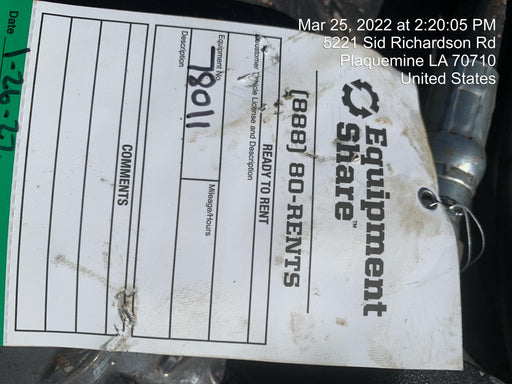 Mar 25, 2022 at 2:20:05 PM
5221 Sid Richardson Rd
Plaquemine LA 70710
United States
Equipment
Share™
(888) 80-RENTS
READY TO RENT
Customer Vehicle License and Description
Equipment No.
78011
Mileage/Hours
Description
COMMENTS
Date 1-26-22